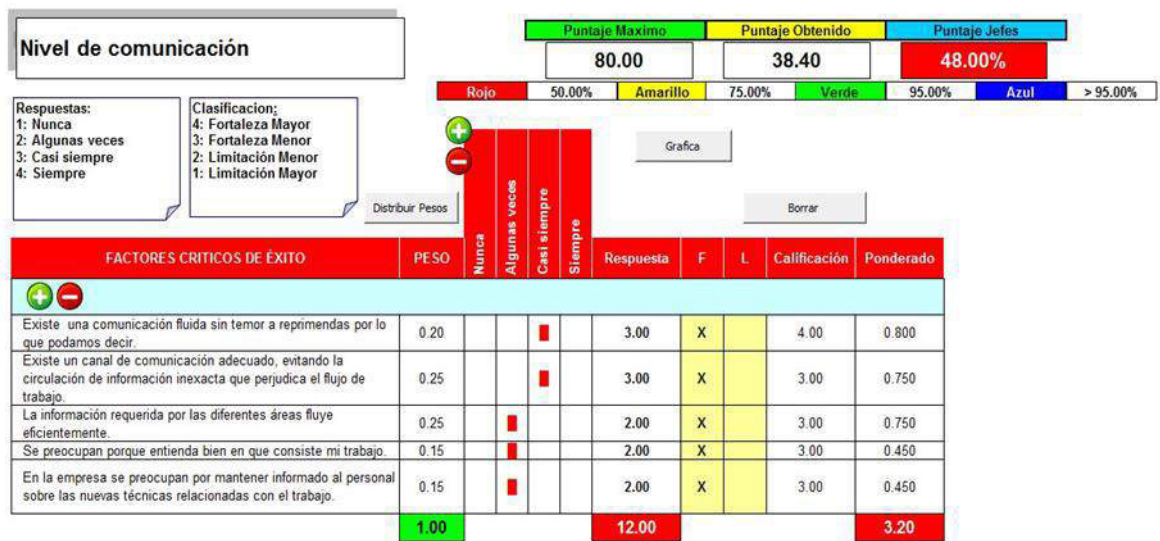 Nivel de comunicación
Puntaje Maximo Puntaje Obtenido Puntaje Jefes
80.00 38.40 48.00%
Rojo 50.00% Amarillo 75.00% Verde 95.00% Azul > 95.00%
Respuestas:
1: Nunca
2: Algunas veces
3: Casi siempre
4: Siempre
Clasificacion:
4: Fortaleza Mayor
3: Fortaleza Menor
2: Limitación Menor
1: Limitación Mayor
Grafica
Distribuir Pesos
Borrar
FACTORES CRITICOS DE ÉXITO PESO Nunca Algunas veces Casi siempre Siempre Respuesta F L Calificación Ponderado
Existe una comunicación fluida sin temor a reprimendas por lo
que podamos decir.
0.20 3.00 X 4.00 0.800
Existe un canal de comunicación adecuado, evitando la
circulación de información inexacta que perjudica el flujo de
trabajo.
0.25 3.00 X 3.00 0.750
La información requerida por las diferentes áreas fluye
eficientemente.
0.25 2.00 X 3.00 0.750
Se preocupan porque entienda bien en que consiste mi trabajo. 0.15 2.00 X 3.00 0.450
En la empresa se preocupan por mantener informado al personal
sobre las nuevas técnicas relacionadas con el trabajo.
0.15 2.00 X 3.00 0.450
1.00 12.00 3.20